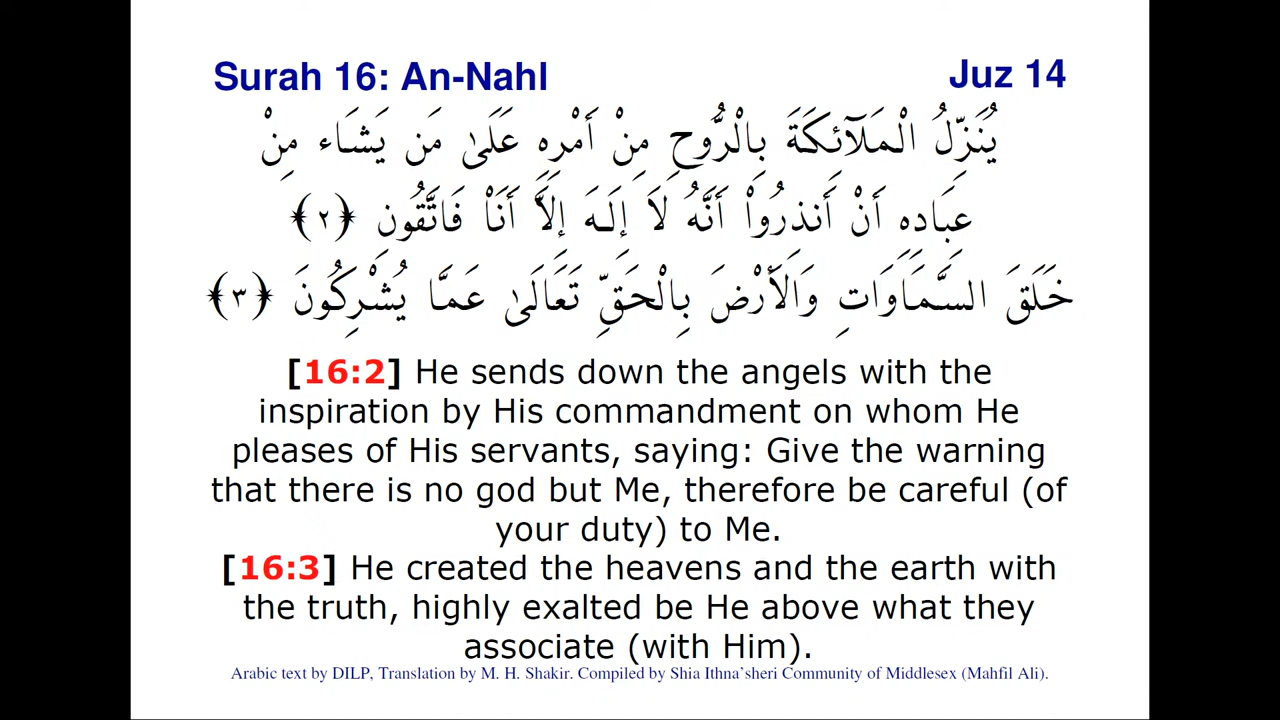 Surah 16: An-Nahl
Juz 14
يُنَزِّلُ الْمَلآئِكَةَ بِالْرُّوحِ مِنْ أَمْرِهِ عَلَىٰ مَن يَشَاء مِنْ
عِبَادِهِ أَنْ أَنذِرُواْ أَنَّهُ لاَ إِلَـهَ إِلاَّ أَنَاْ فَاتَّقُونِ ﴿٢﴾
خَلَقَ السَّمَاوَاتِ وَالأَرْضَ بِالْحَقِّ تَعَالَىٰ عَمَّا يُشْرِكُونَ ﴿٣﴾
[16:2] He sends down the angels with the
inspiration by His commandment on whom He
pleases of His servants, saying: Give the warning
that there is no god but Me, therefore be careful (of
your duty) to Me.
[16:3] He created the heavens and the earth with
the truth, highly exalted be He above what they
associate (with Him).
Arabic text by DILP, Translation by M. H. Shakir. Compiled by Shia Ithna’sheri Community of Middlesex (Mahfil Ali).